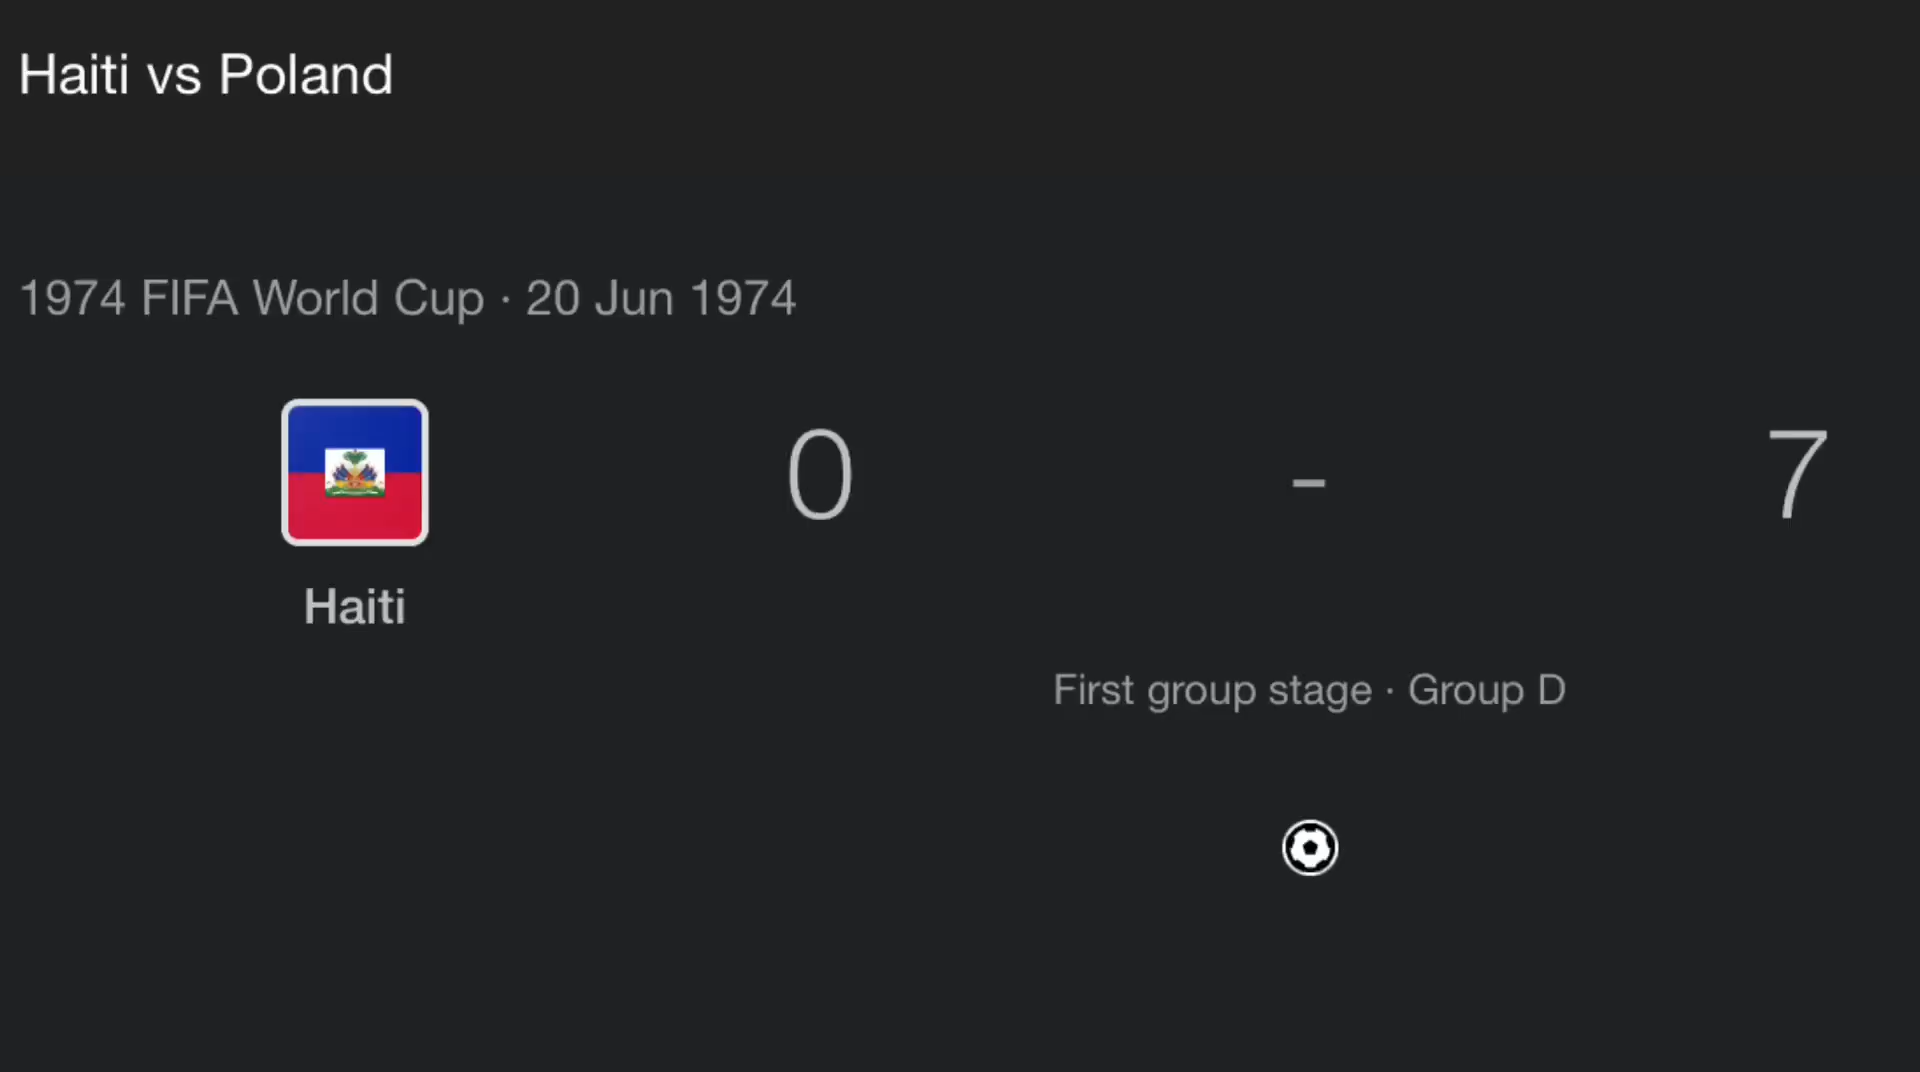 Haiti vs Poland
1974 FIFA World Cup · 20 Jun 1974
0 - 7
Haiti
First group stage · Group D